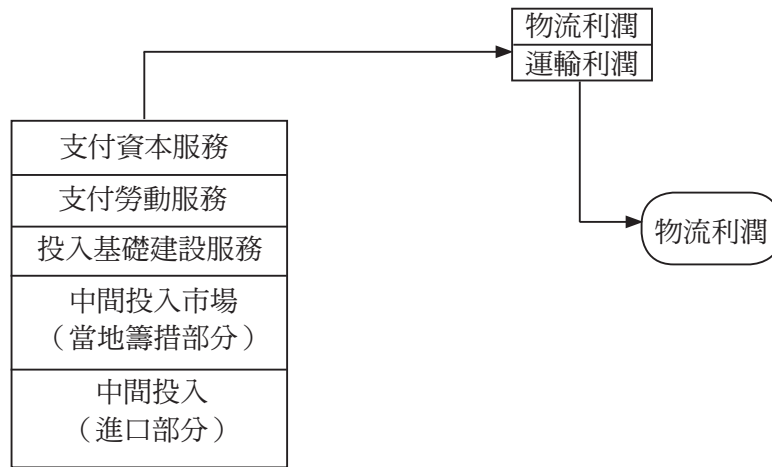 物流利潤
運輸利潤
支付資本服務
支付勞動服務
投入基礎建設服務
中間投入市場
（當地籌措部分）
中間投入
（進口部分）
物流利潤